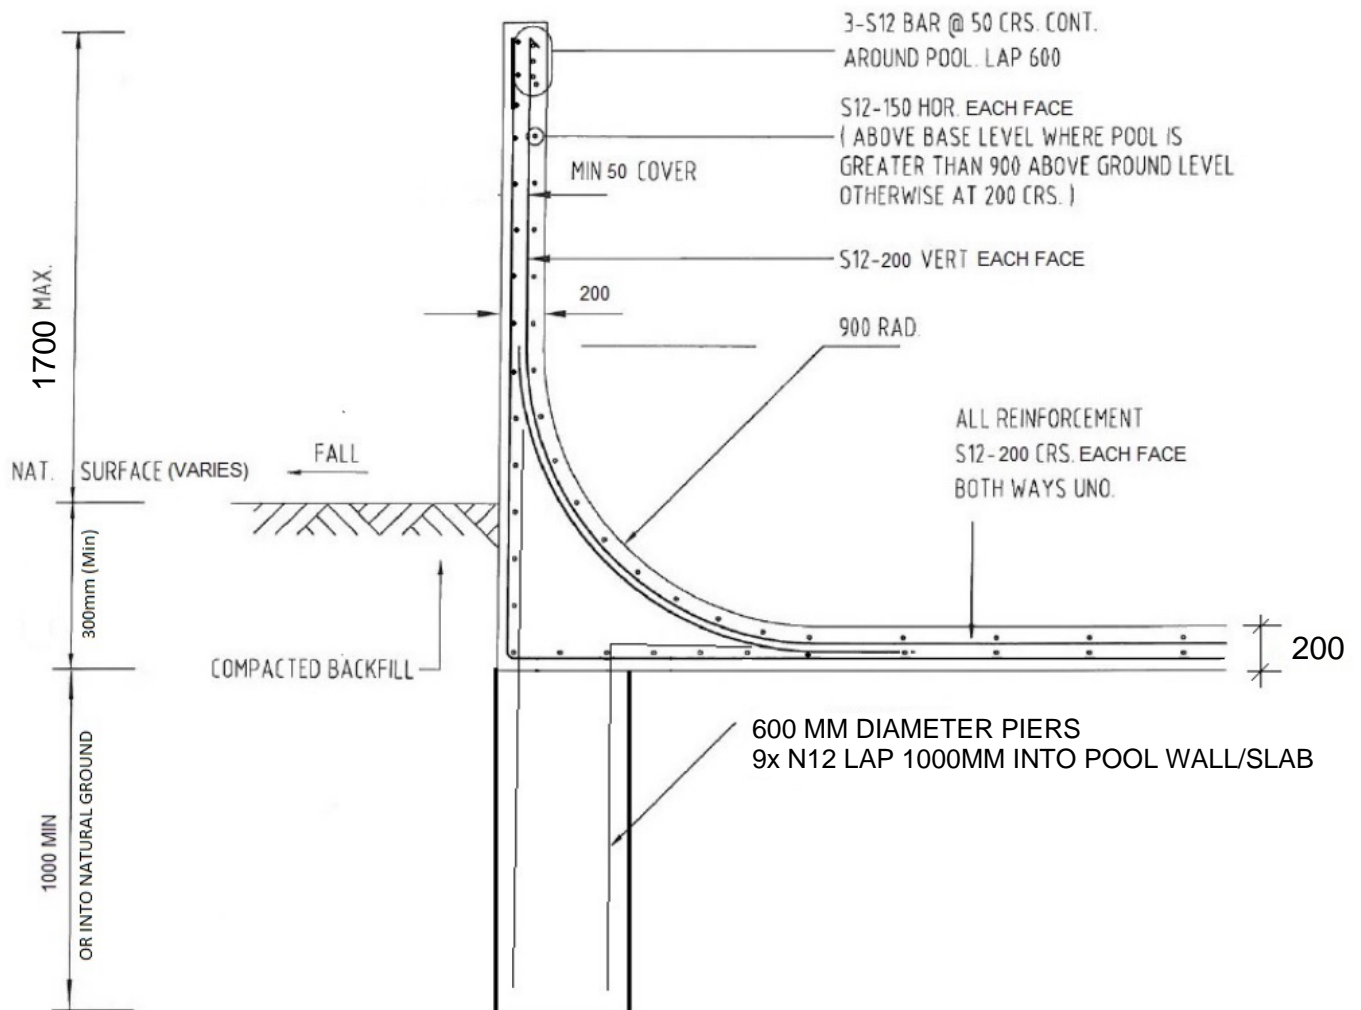 3-S12 BAR @ 50 CRS. CONT.
AROUND POOL. LAP 600
S12-150 HOR. EACH FACE
( ABOVE BASE LEVEL WHERE POOL IS
GREATER THAN 900 ABOVE GROUND LEVEL
OTHERWISE AT 200 CRS. )
MIN 50 COVER
S12-200 VERT EACH FACE
200
900 RAD.
1700 MAX.
ALL REINFORCEMENT
S12-200 CRS. EACH FACE
BOTH WAYS UNO.
FALL
NAT. SURFACE (VARIES)
300mm (Min)
COMPACTED BACKFILL
200
600 MM DIAMETER PIERS
9x N12 LAP 1000MM INTO POOL WALL/SLAB
1000 MIN
OR INTO NATURAL GROUND